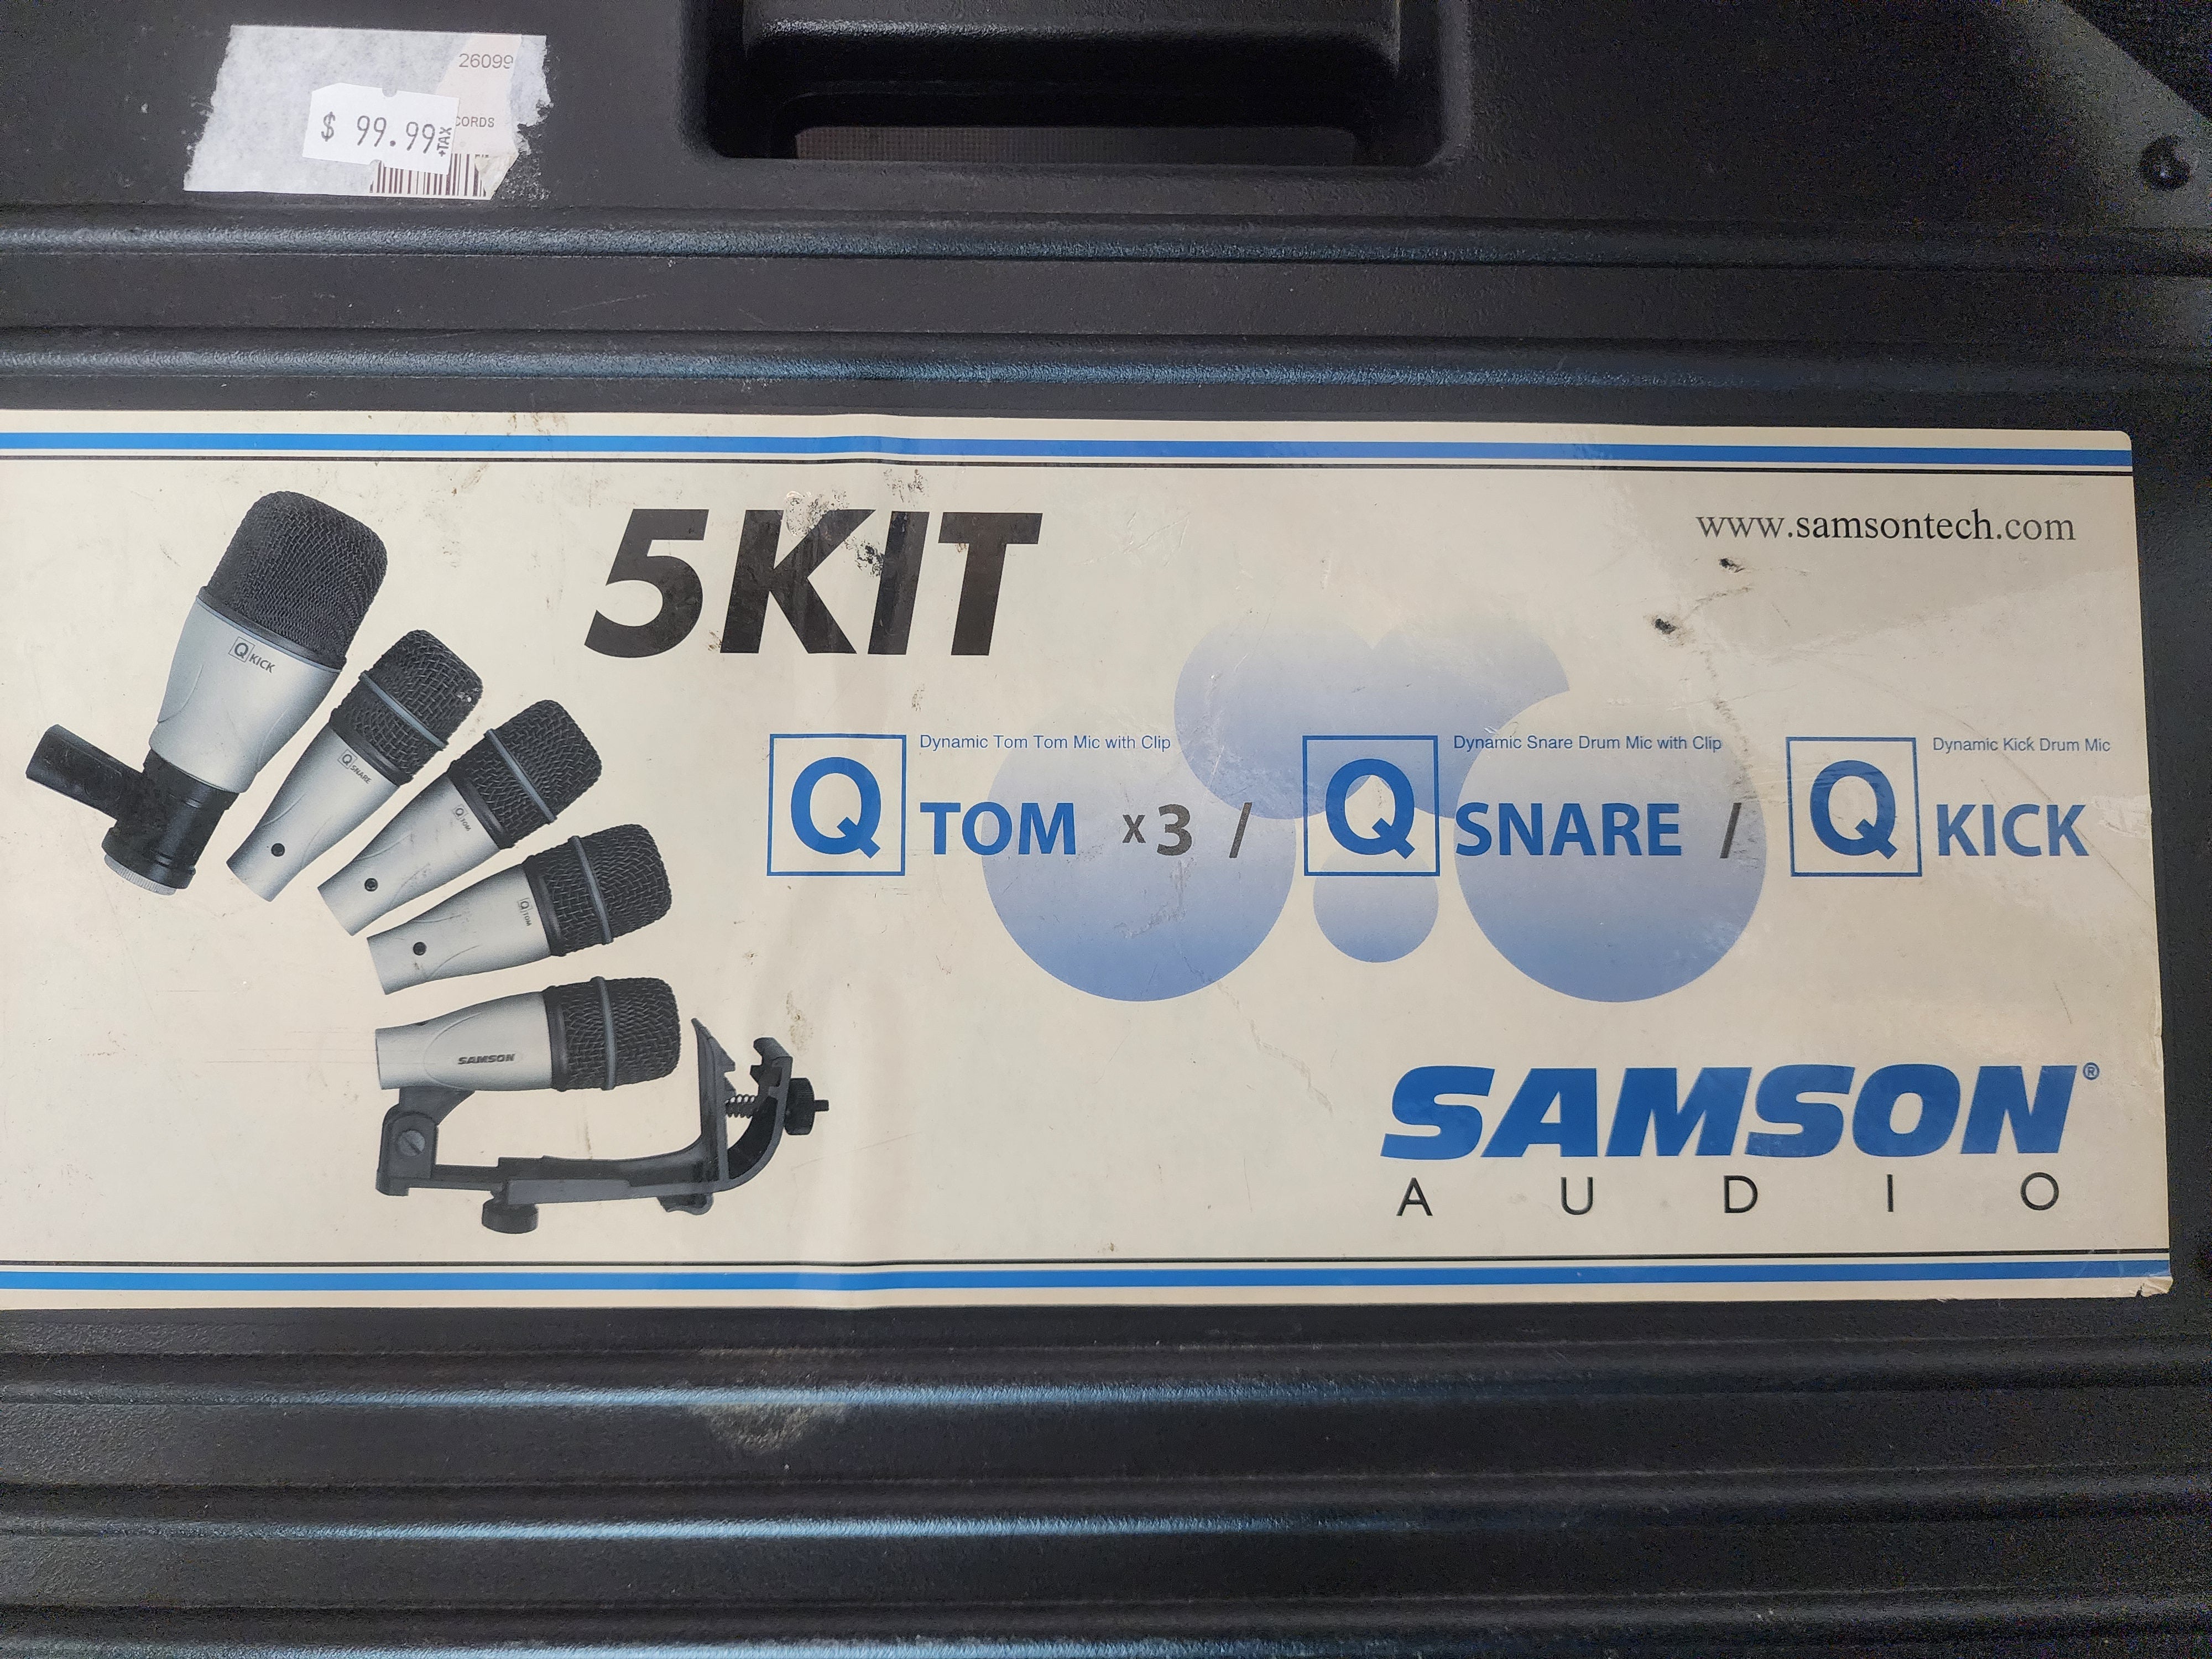 26099
CORDS
$ 99.99
+TAX
5KIT
www.samsontech.com
Q KICK
Q SNARE
Q TOM
Q TOM
SAMSON
Dynamic Tom Tom Mic with Clip
Q TOM x3 /
Dynamic Snare Drum Mic with Clip
Q SNARE /
Dynamic Kick Drum Mic
Q KICK
SAMSON®
AUDIO